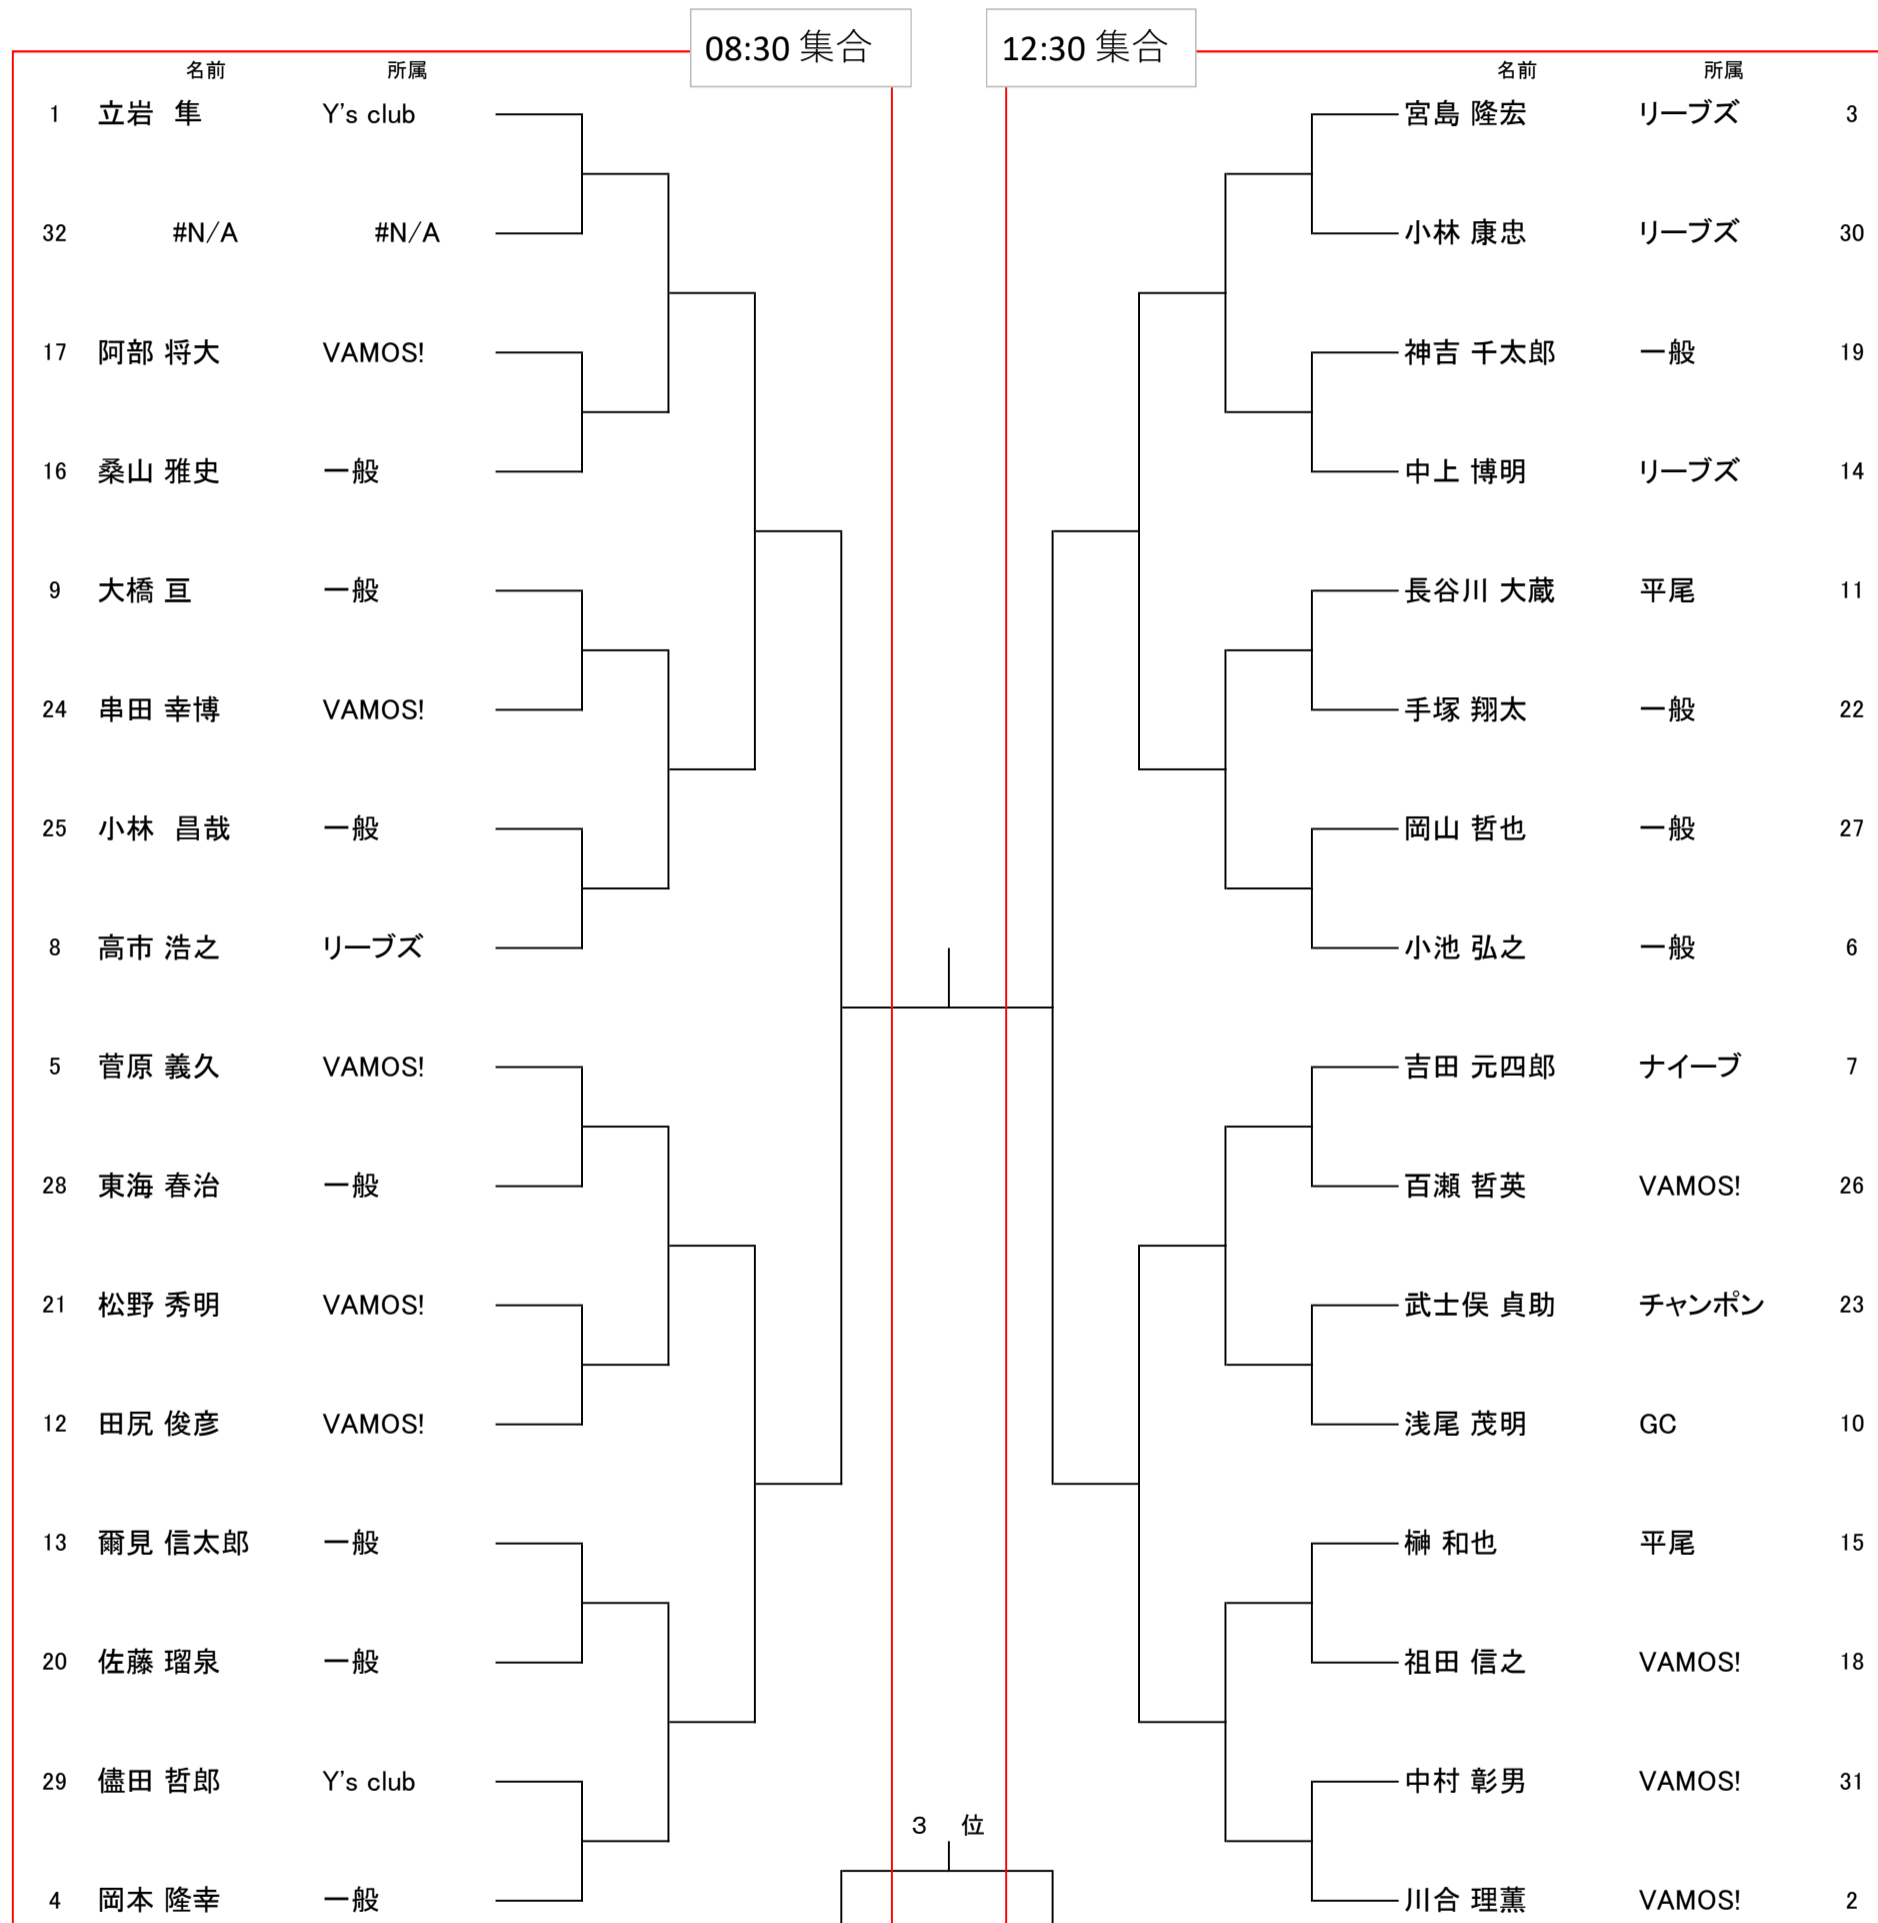 08:30 集合
12:30 集合
名前 所属
1 立岩 隼 Y's club
32 #N/A #N/A
17 阿部 将大 VAMOS!
16 桑山 雅史 一般
9 大橋 亘 一般
24 串田 幸博 VAMOS!
25 小林 昌哉 一般
8 高市 浩之 リーブズ
5 菅原 義久 VAMOS!
28 東海 春治 一般
21 松野 秀明 VAMOS!
12 田尻 俊彦 VAMOS!
13 爾見 信太郎 一般
20 佐藤 瑠泉 一般
29 儘田 哲郎 Y's club
4 岡本 隆幸 一般
名前 所属
宮島 隆宏 リーブズ 3
小林 康忠 リーブズ 30
神吉 千太郎 一般 19
中上 博明 リーブズ 14
長谷川 大蔵 平尾 11
手塚 翔太 一般 22
岡山 哲也 一般 27
小池 弘之 一般 6
吉田 元四郎 ナイーブ 7
百瀬 哲英 VAMOS! 26
武士俣 貞助 チャンポン 23
浅尾 茂明 GC 10
榊 和也 平尾 15
祖田 信之 VAMOS! 18
中村 彰男 VAMOS! 31
川合 理薫 VAMOS! 2
3 位